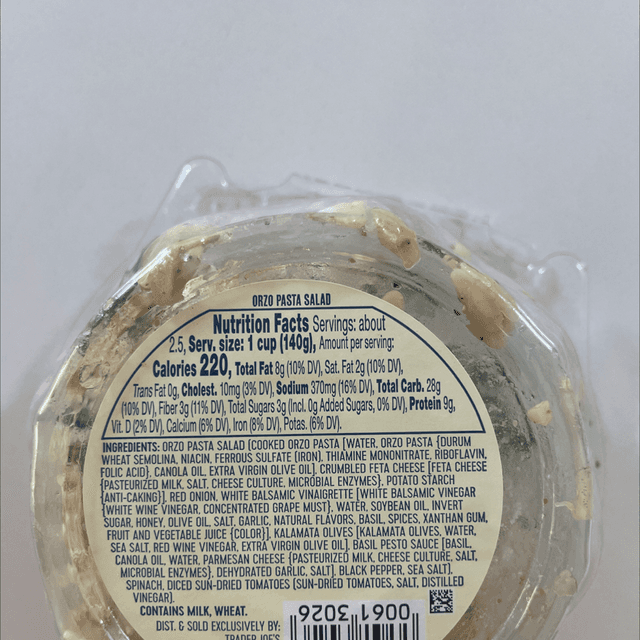 ORZO PASTA SALAD
Nutrition Facts Servings: about
2.5, Serv. size: 1 cup (140g), Amount per serving:
Calories 220, Total Fat 8g (10% DV), Sat. Fat 2g (10% DV),
Trans Fat 0g, Cholest. 10mg (3% DV), Sodium 370mg (16% DV), Total Carb. 28g
(10% DV), Fiber 3g (11% DV), Total Sugars 3g (Incl. 0g Added Sugars, 0% DV), Protein 9g,
Vit. D (2% DV), Calcium (6% DV), Iron (8% DV), Potas. (6% DV).
INGREDIENTS: ORZO PASTA SALAD (COOKED ORZO PASTA [WATER, ORZO PASTA {DURUM
WHEAT SEMOLINA, NIACIN, FERROUS SULFATE (IRON), THIAMINE MONONITRATE, RIBOFLAVIN,
FOLIC ACID}, CANOLA OIL, EXTRA VIRGIN OLIVE OIL], CRUMBLED FETA CHEESE [FETA CHEESE
{PASTEURIZED MILK, SALT, CHEESE CULTURE, MICROBIAL ENZYMES}, POTATO STARCH
{ANTI-CAKING}], RED ONION, WHITE BALSAMIC VINAIGRETTE [WHITE BALSAMIC VINEGAR
{WHITE WINE VINEGAR, CONCENTRATED GRAPE MUST}, WATER, SOYBEAN OIL, INVERT
SUGAR, HONEY, OLIVE OIL, SALT, GARLIC, NATURAL FLAVORS, BASIL, SPICES, XANTHAN GUM,
FRUIT AND VEGETABLE JUICE {COLOR}], KALAMATA OLIVES [KALAMATA OLIVES, WATER,
SEA SALT, RED WINE VINEGAR, EXTRA VIRGIN OLIVE OIL], BASIL PESTO SAUCE [BASIL,
CANOLA OIL, WATER, PARMESAN CHEESE {PASTEURIZED MILK, CHEESE CULTURE, SALT,
MICROBIAL ENZYMES}, DEHYDRATED GARLIC, SALT], BLACK PEPPER, SEA SALT),
SPINACH, DICED SUN-DRIED TOMATOES (SUN-DRIED TOMATOES, SALT, DISTILLED
VINEGAR).
CONTAINS MILK, WHEAT.
DIST. & SOLD EXCLUSIVELY BY:
TRADER JOE'S
0061 3026